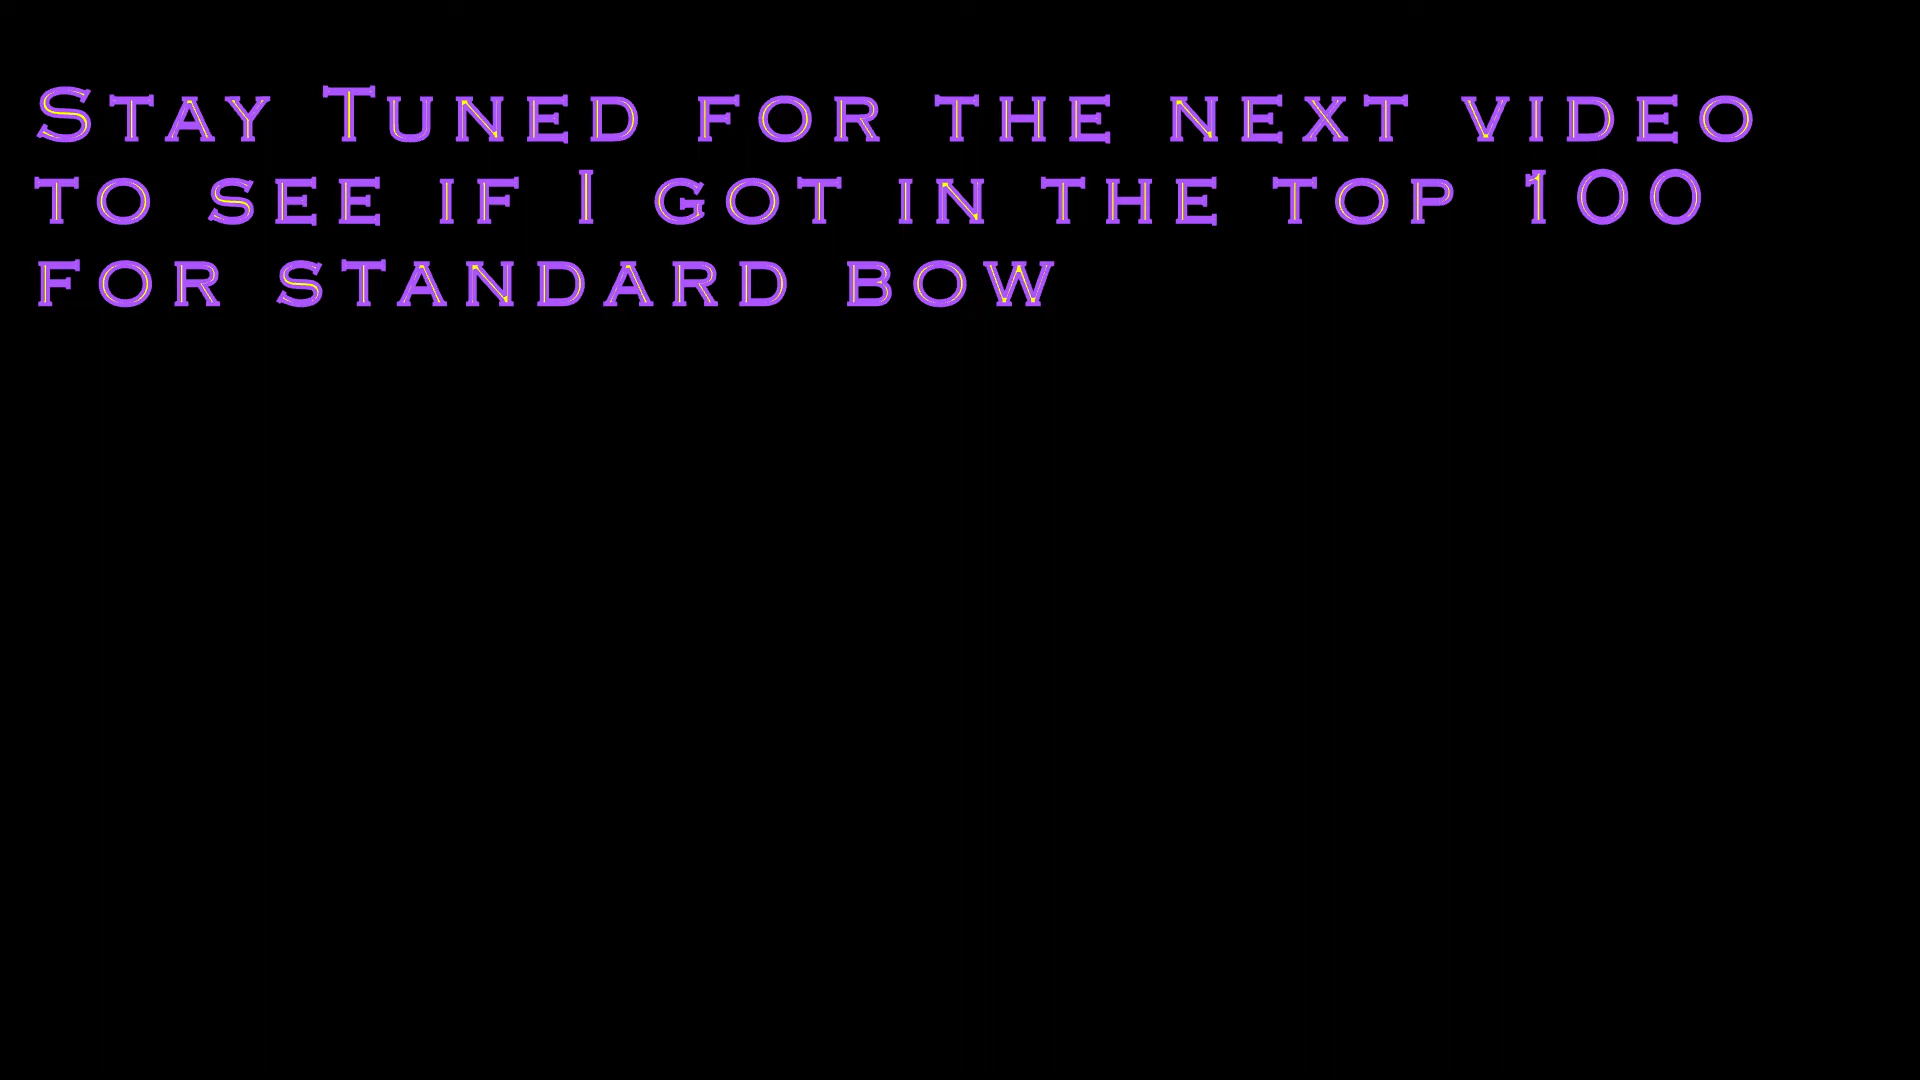 Stay Tuned for the next video
to see if I got in the top 100
for standard bow